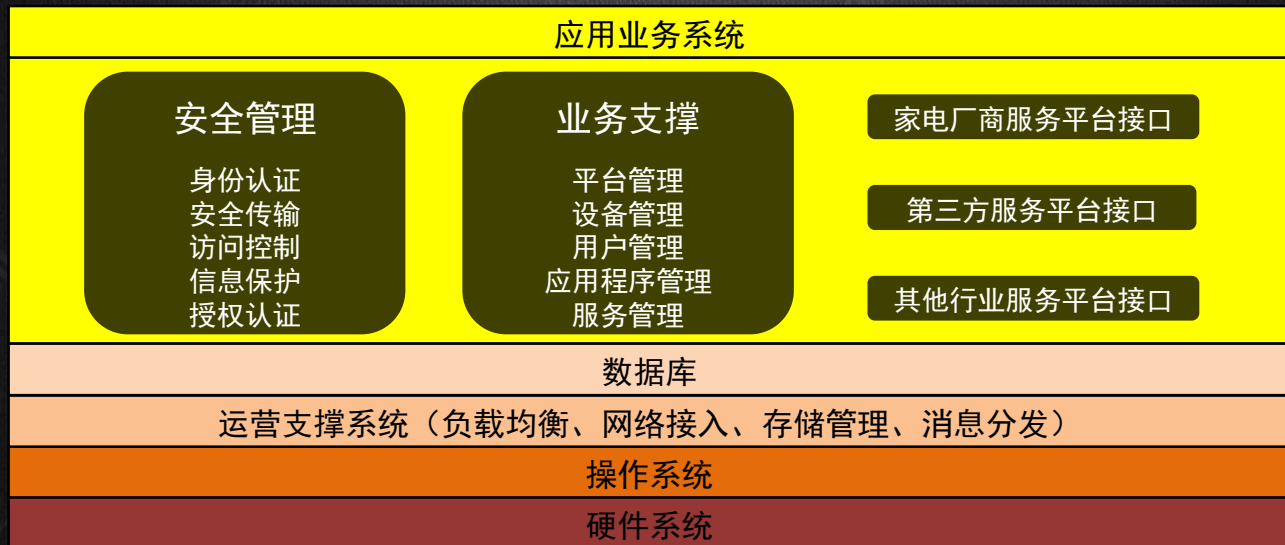 应用业务系统
安全管理
身份认证
安全传输
访问控制
信息保护
授权认证
业务支撑
平台管理
设备管理
用户管理
应用程序管理
服务管理
家电厂商服务平台接口
第三方服务平台接口
其他行业服务平台接口
数据库
运营支撑系统（负载均衡、网络接入、存储管理、消息分发）
操作系统
硬件系统